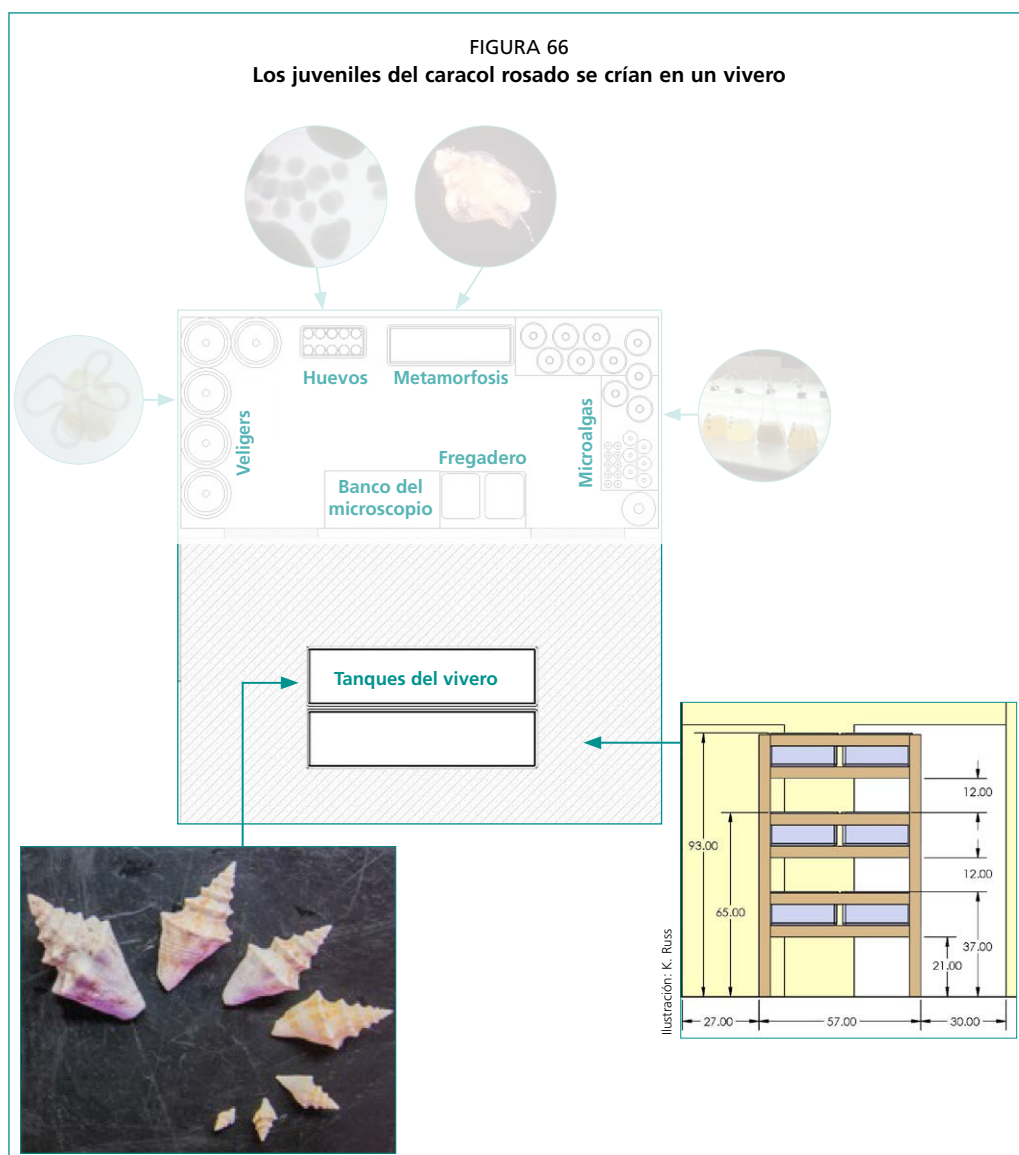 FIGURA 66
Los juveniles del caracol rosado se crían en un vivero
Huevos
Metamorfosis
Veligers
Microalgas
Fregadero
Banco del
microscopio
Tanques del vivero
12.00
93.00
12.00
65.00
37.00
21.00
27.00
57.00
30.00
Ilustración: K. Russ